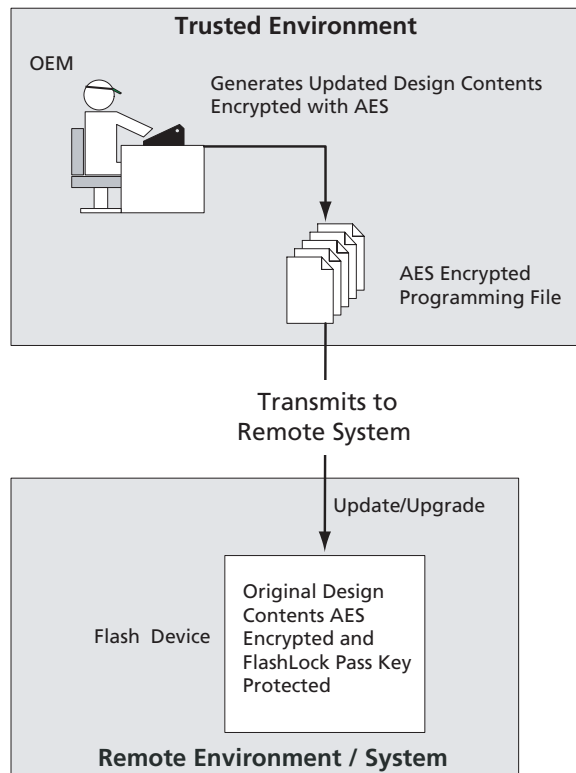 Trusted Environment
OEM
Generates Updated Design Contents
Encrypted with AES
AES Encrypted
Programming File
Transmits to
Remote System
Update/Upgrade
Original Design
Contents AES
Encrypted and
FlashLock Pass Key
Protected
Flash Device
Remote Environment / System